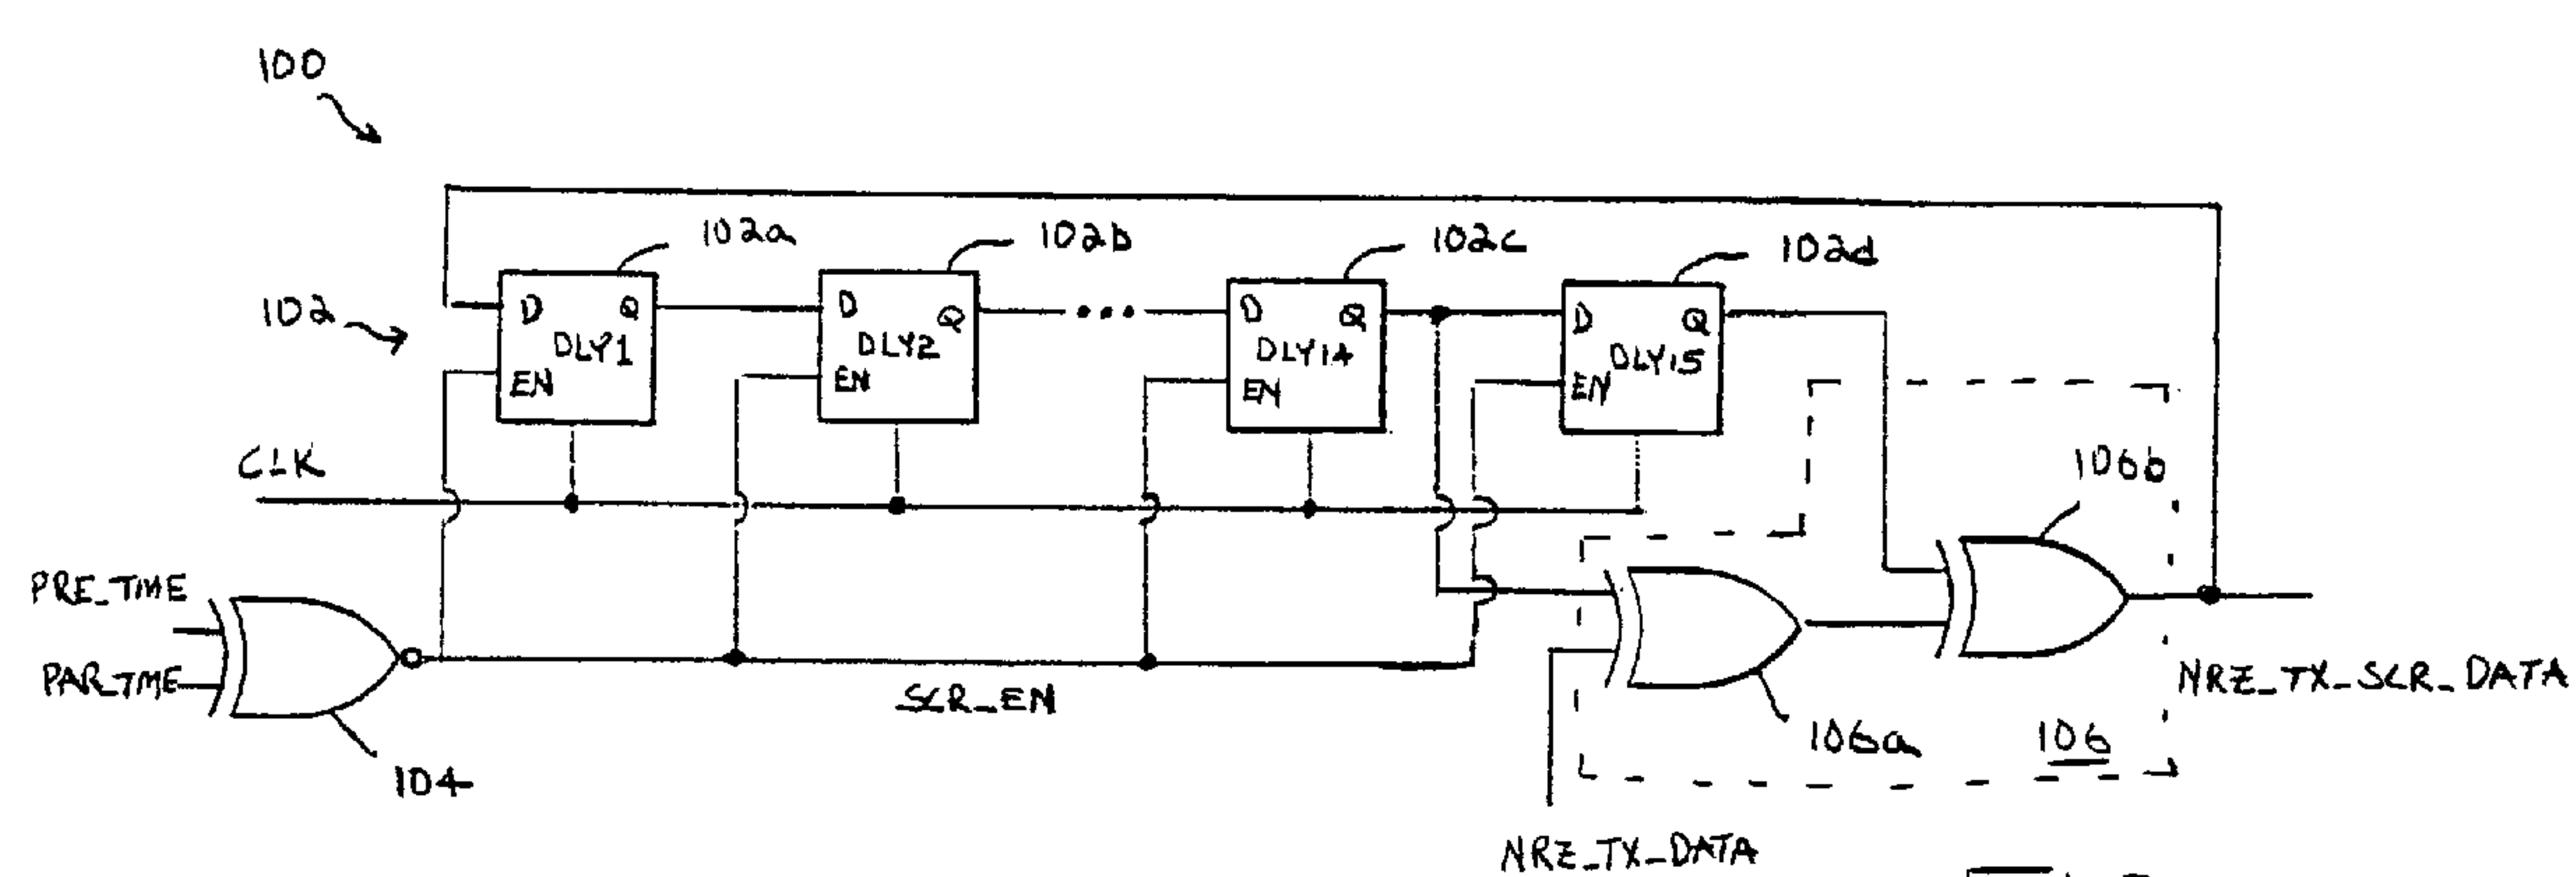 100
102a
102b
102c
102d
102
D Q
DLY1
EN
D Q
DLY2
EN
D Q
DLY14
EN
D Q
DLY15
EN
CLK
106b
PRE_TIME
PAR_TME
SCR_EN
104
106a
106
NRZ_TX_SCR_DATA
NRZ_TX_DATA